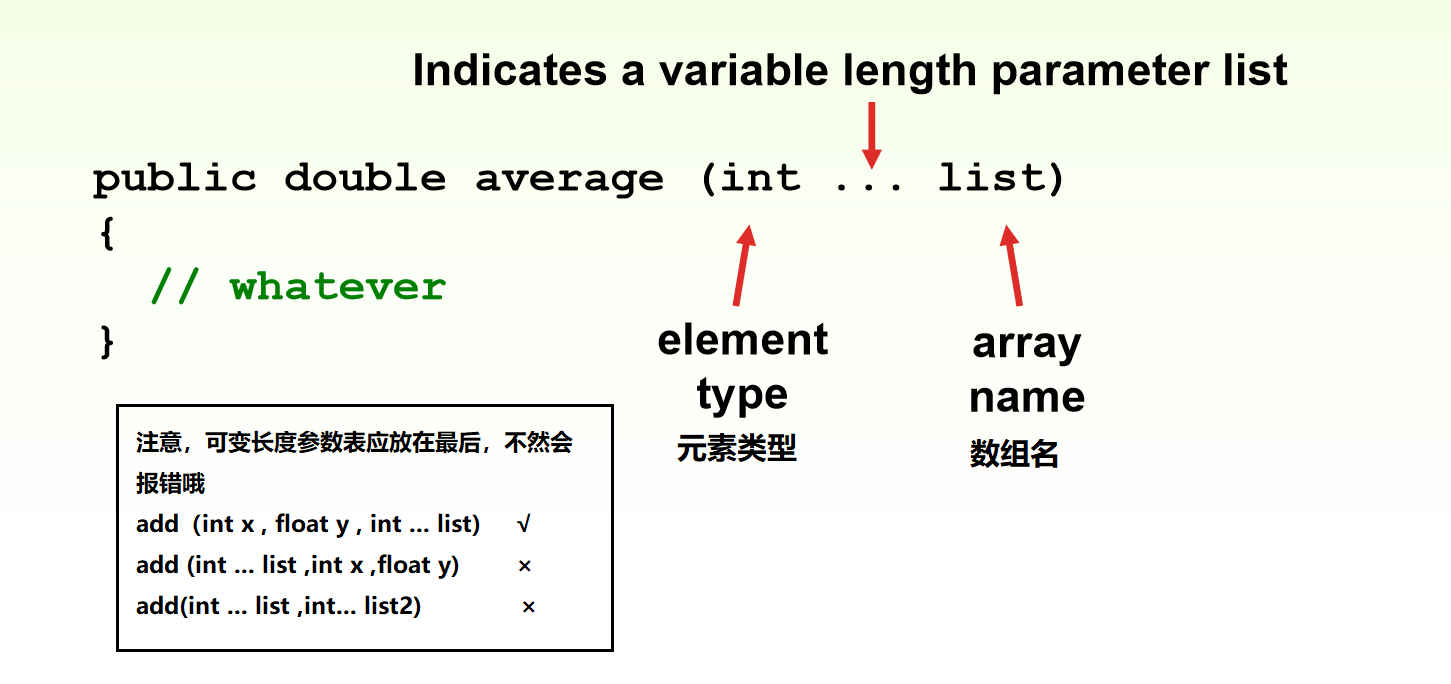 Indicates a variable length parameter list
public double average (int ... list)
{
// whatever
}
element
type
元素类型
array
name
数组名
注意，可变长度参数表应放在最后，不然会
报错哦
add（int x , float y , int ... list) √
add (int ... list ,int x ,float y) ×
add(int ... list ,int... list2) ×